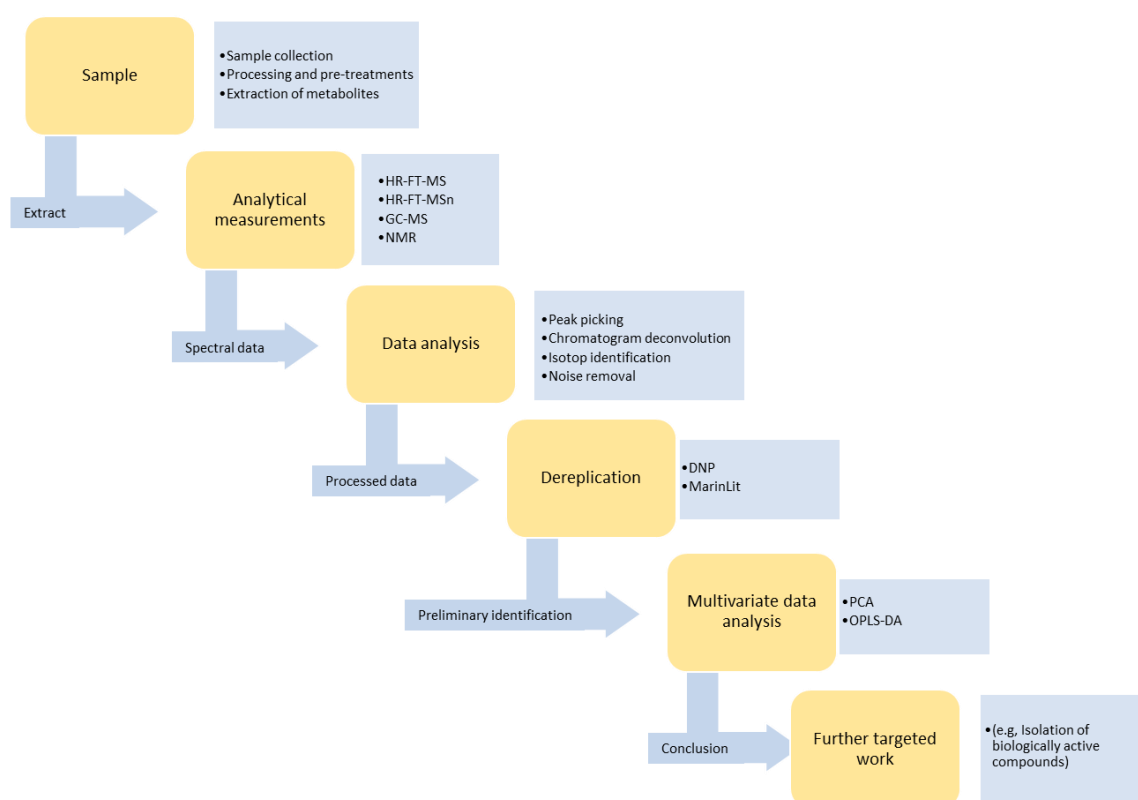 Sample
•Sample collection
•Processing and pre-treatments
•Extraction of metabolites
Extract
Analytical
measurements
•HR-FT-MS
•HR-FT-MSn
•GC-MS
•NMR
Spectral data
Data analysis
•Peak picking
•Chromatogram deconvolution
•Isotop identification
•Noise removal
Processed data
Dereplication
•DNP
•MarinLit
Preliminary identification
Multivariate data
analysis
•PCA
•OPLS-DA
Conclusion
Further targeted
work
•(e.g, Isolation of
biologically active
compounds)